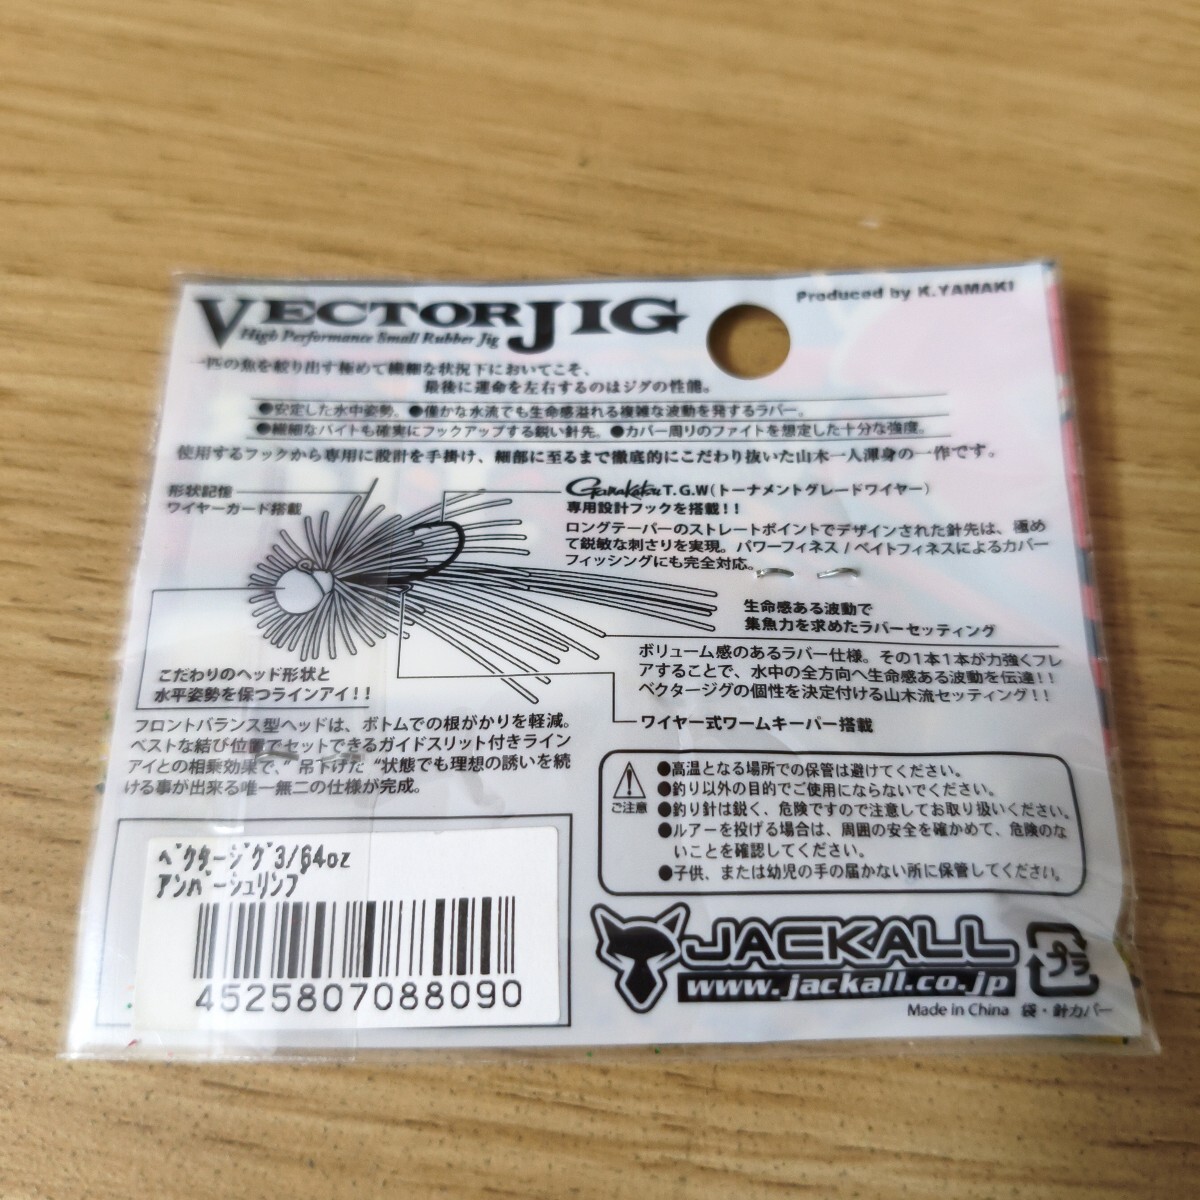 VECTORJIG
High Performance Small Rubber Jig
Produced by K.YAMAKI
一匹の魚を絞り出す極めて繊細な状況下においてこそ、
最後に運命を左右するのはジグの性能。
●安定した水中姿勢。●僅かな水流でも生命感溢れる複雑な波動を発するラバー。
●繊細なバイトも確実にフックアップする鋭い針先。●カバー周りのファイトを想定した十分な強度。
使用するフックから専用に設計を手掛け、細部に至るまで徹底的にこだわり抜いた山木一人渾身の一作です。
形状記憶
ワイヤーガード搭載
Gamakatsu T.G.W(トーナメントグレードワイヤー)
専用設計フックを搭載!!
ロングテーパーのストレートポイントでデザインされた針先は、極め
て鋭敏な刺さりを実現。パワーフィネス/ベイトフィネスによるカバー
フィッシングにも完全対応。
生命感ある波動で
集魚力を求めたラバーセッティング
ボリューム感のあるラバー仕様。その1本1本が力強くフレ
アすることで、水中の全方向へ生命感ある波動を伝達!!
ベクタージグの個性を決定付ける山木流セッティング!!
ワイヤー式ワームキーパー搭載
こだわりのヘッド形状と
水平姿勢を保つラインアイ!!
フロントバランス型ヘッドは、ボトムでの根がかりを軽減。
ベストな結び位置でセットできるガイドスリット付きライン
アイとの相乗効果で、"吊下げた"状態でも理想の誘いを続
ける事が出来る唯一無二の仕様が完成。
ご注意
●高温となる場所での保管は避けてください。
●釣り以外の目的でご使用にならないでください。
●釣り針は鋭く、危険ですので注意してお取り扱いください。
●ルアーを投げる場合は、周囲の安全を確かめて、危険のな
いことを確認してください。
●子供、または幼児の手の届かない所に保管してください。
ﾍﾞｸﾀｰｼﾞｸﾞ3/64oz
ｱﾝﾊﾞｰｼｭﾘﾝﾌﾟ
4525807088090
JACKALL
www.jackall.co.jp
プラ
Made in China 袋・針カバー